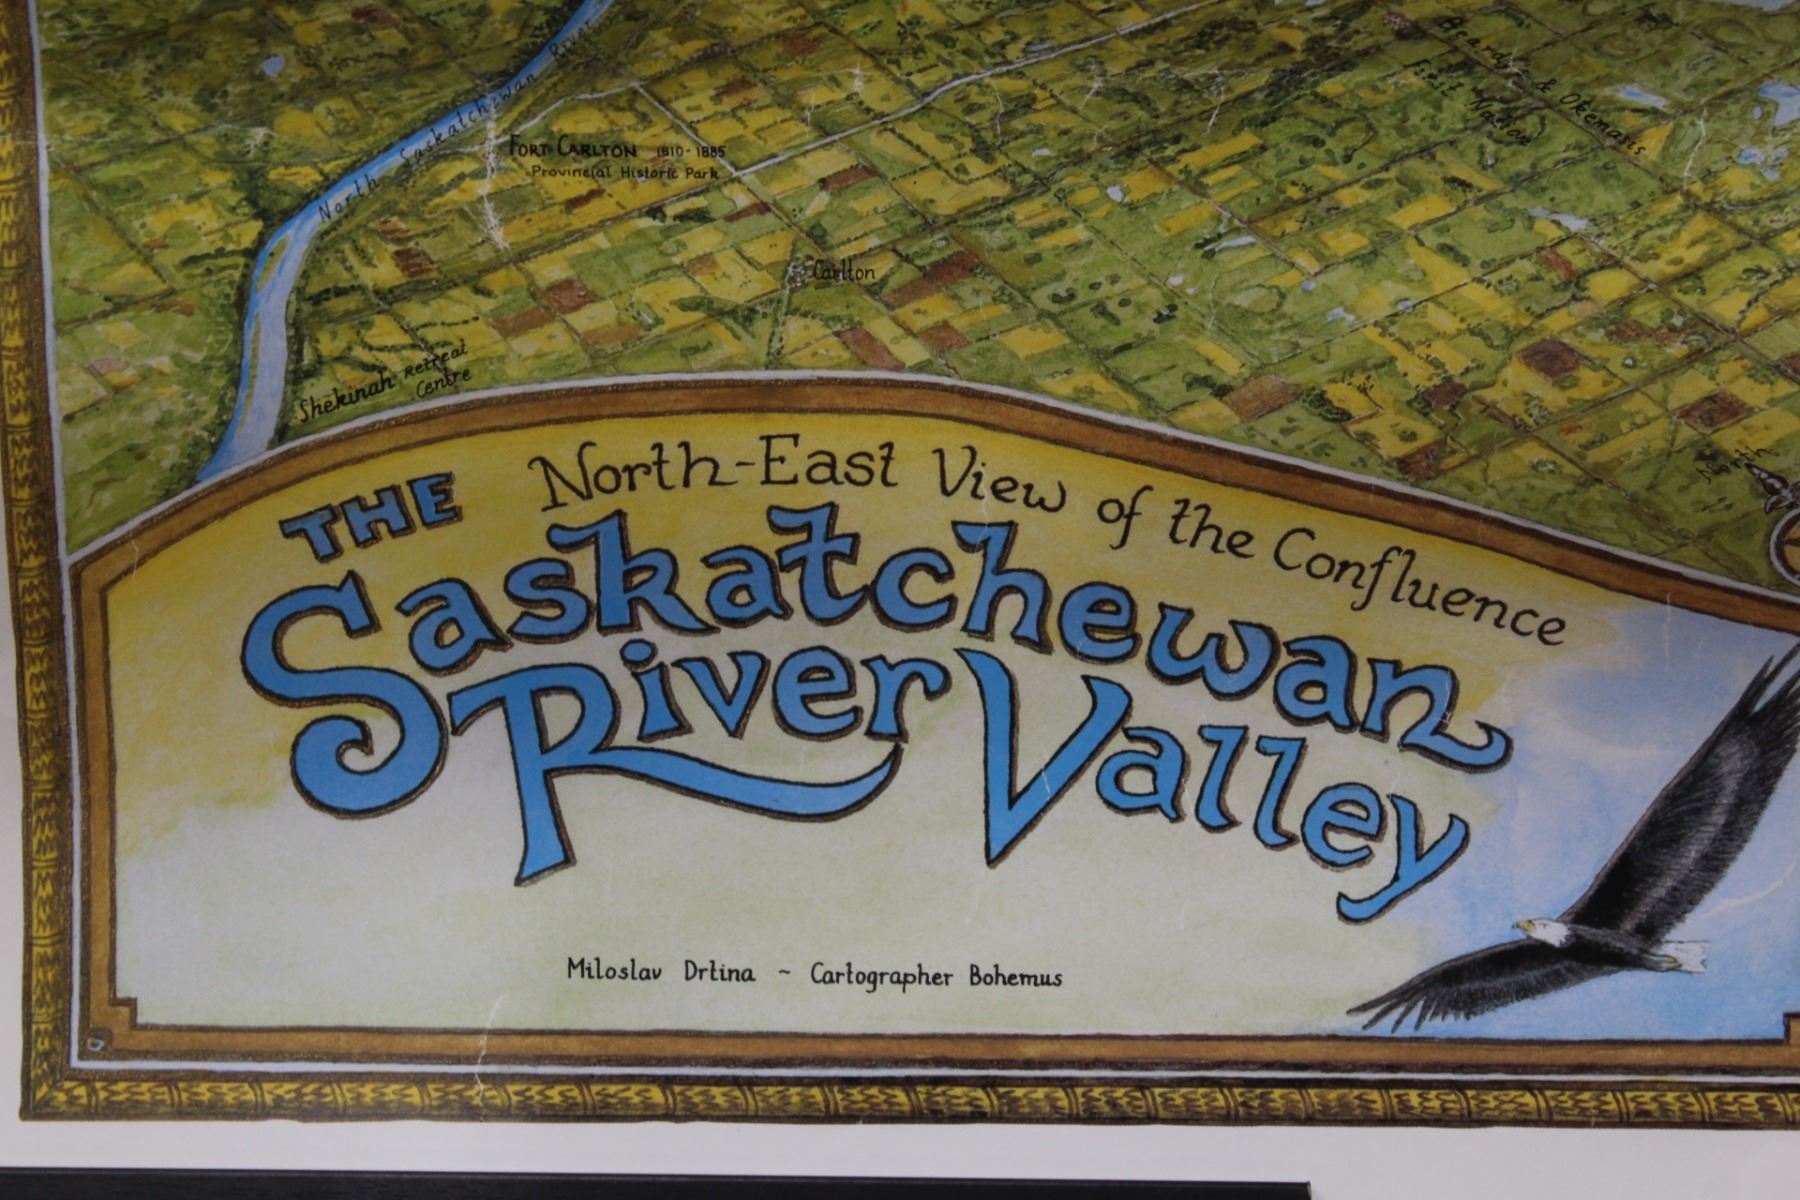 North Saskatchewan River
Beardy's & Okemasis
First Nation
FORT CARLTON 1810-1885
Provincial Historic Park
Carlton
Shekinah Retreat
Centre
North
North-East View of the Confluence
THE
Saskatchewan
River Valley
Miloslav Drtina ~ Cartographer Bohemus